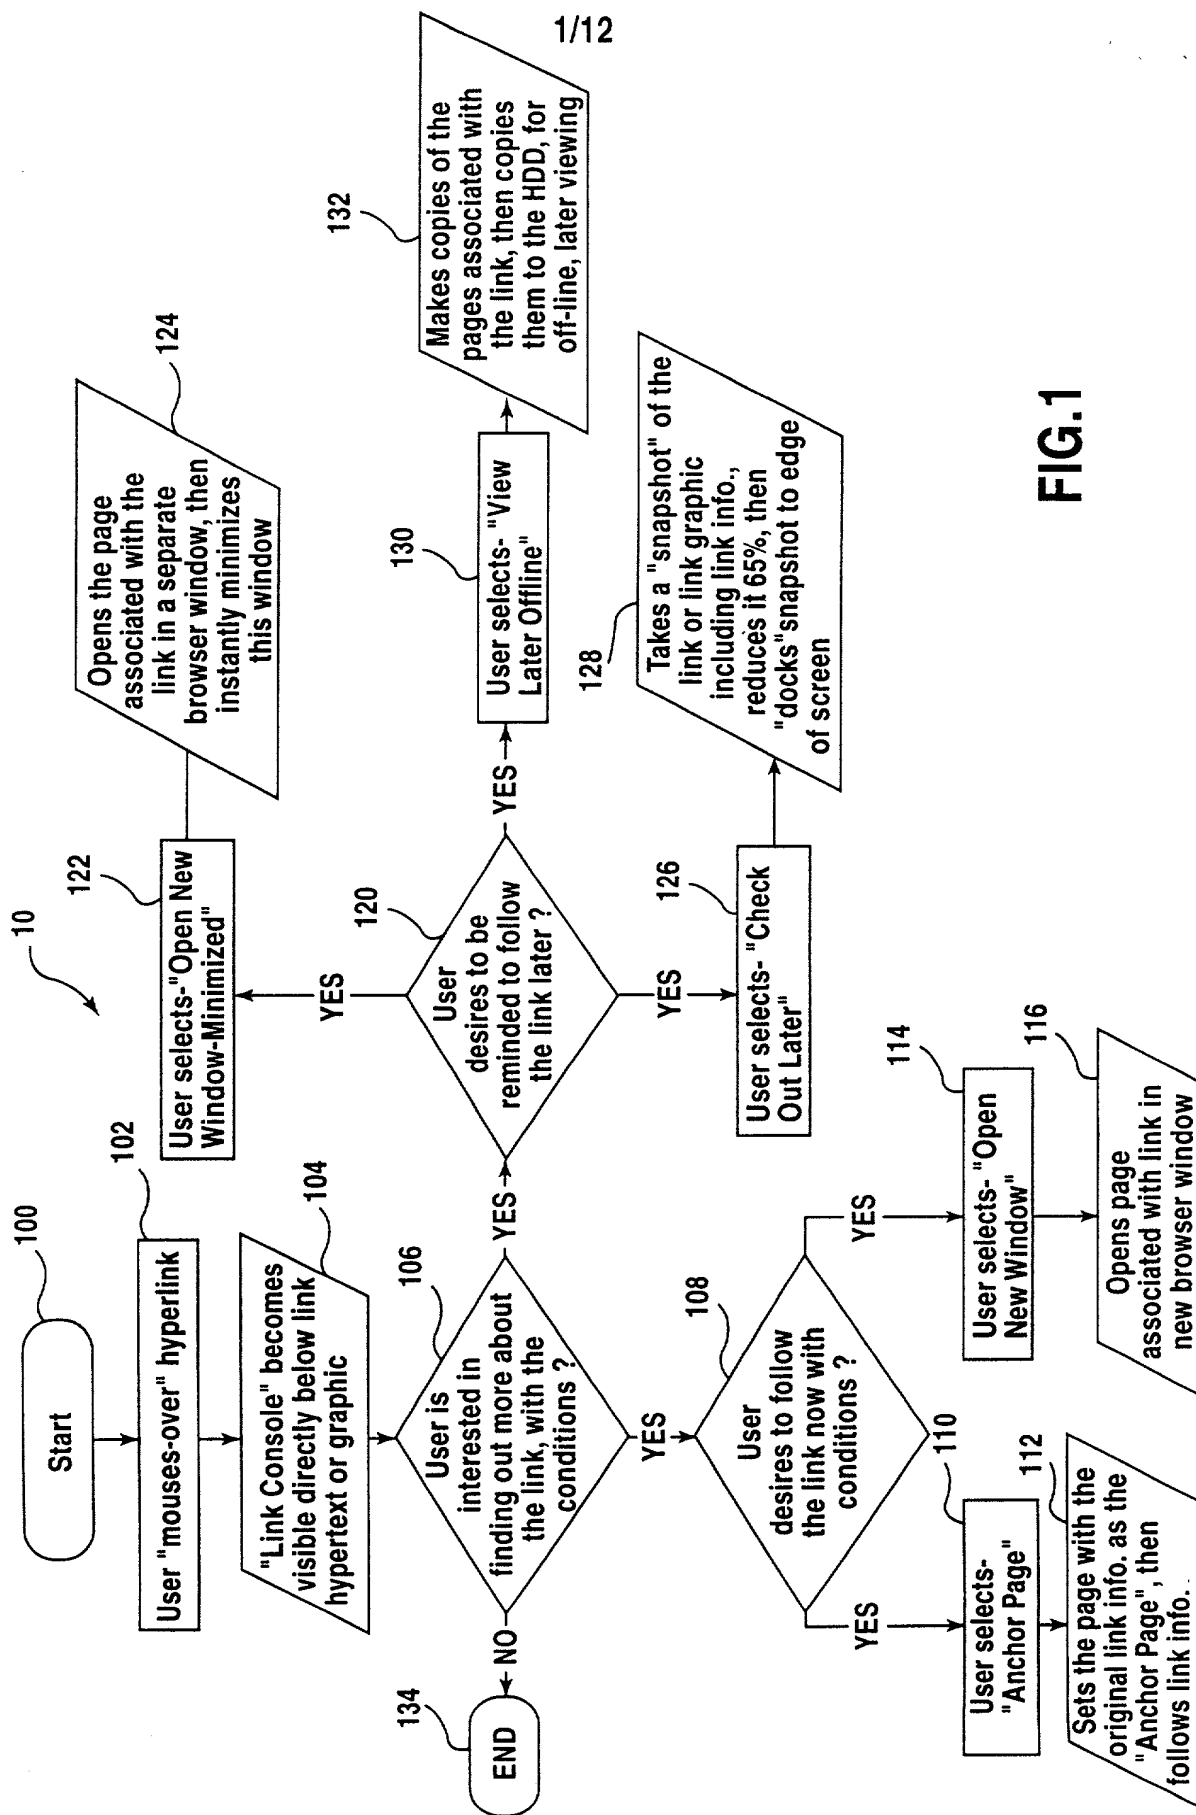 1/12
10
100
Start
102
User "mouses-over" hyperlink
104
"Link Console" becomes
visible directly below link
hypertext or graphic
106
User is
interested in
finding out more about
the link, with the
conditions ?
NO
134
END
YES
YES
120
User
desires to be
reminded to follow
the link later ?
YES
122
User selects-"Open New
Window-Minimized"
124
Opens the page
associated with the
link in a separate
browser window, then
instantly minimizes
this window
YES
130
User selects- "View
Later Offline"
132
Makes copies of the
pages associated with
the link, then copies
them to the HDD, for
off-line, later viewing
YES
126
User selects- "Check
Out Later"
128
Takes a "snapshot" of the
link or link graphic
including link info.,
reduces it 65%, then
"docks"snapshot to edge
of screen
108
User
desires to follow
the link now with
conditions ?
YES
110
User selects-
"Anchor Page"
112
Sets the page with the
original link info. as the
"Anchor Page", then
follows link info.
YES
114
User selects- "Open
New Window"
116
Opens page
associated with link in
new browser window
FIG.1